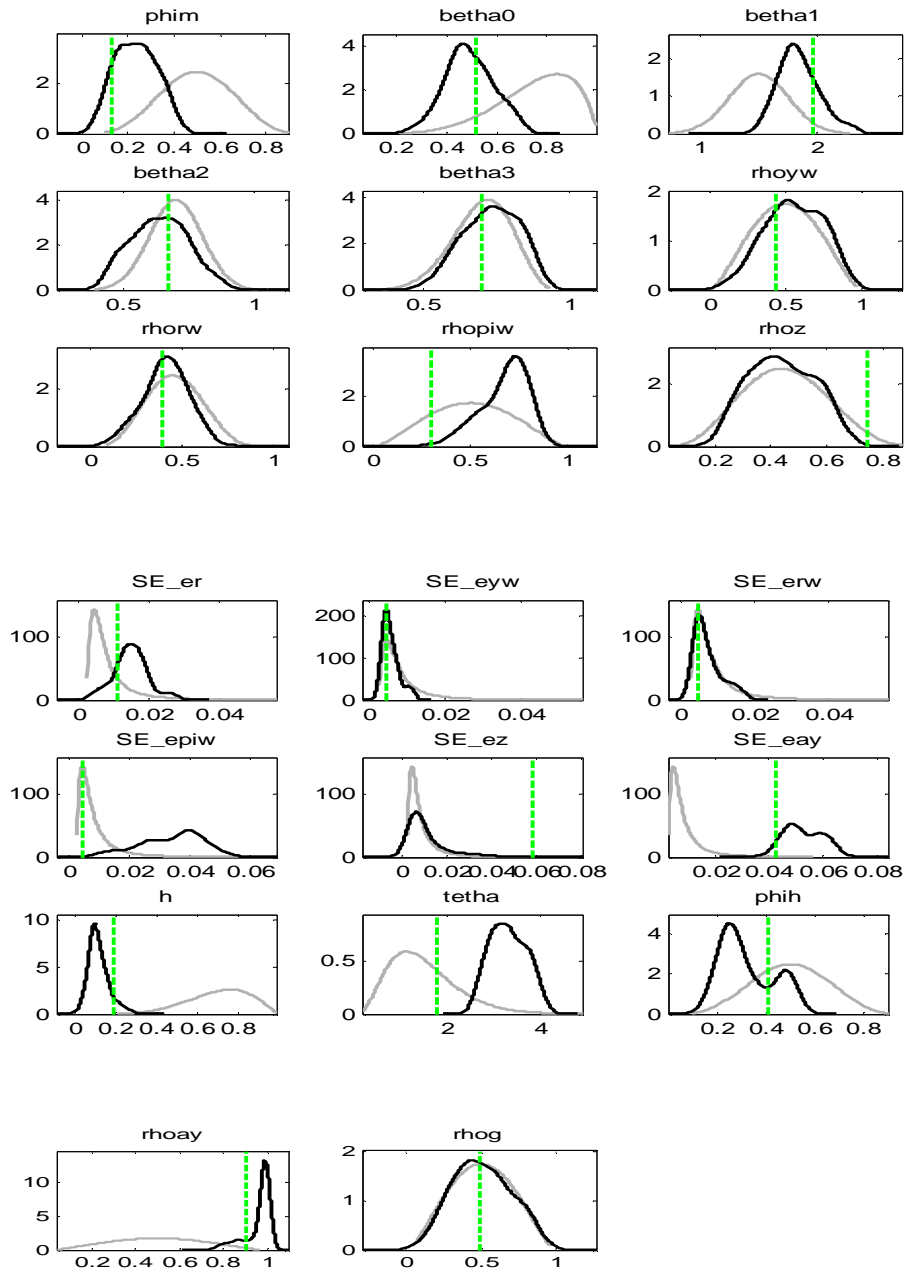 phim betha0 betha1
2
0
0 0.2 0.4 0.6 0.8
4
2
0
0.2 0.4 0.6 0.8
2
1
0
1 2
betha2 betha3 rhoyw
4
2
0
0.5 1
4
2
0
0.5 1
2
1
0
0 0.5 1
rhorw rhopiw rhoz
2
0
0 0.5 1
2
0
0 0.5 1
2
0
0.2 0.4 0.6 0.8
SE_er SE_eyw SE_erw
100
0
0 0.02 0.04
200
100
0
0 0.02 0.04
100
0
0 0.02 0.04
SE_epiw SE_ez SE_eay
100
0
0 0.02 0.04 0.06
100
0
0 0.02 0.04 0.06 0.08
100
0
0.02 0.04 0.06 0.08
h tetha phih
10
5
0
0 0.2 0.4 0.6 0.8
0.5
0
2 4
4
2
0
0.2 0.4 0.6 0.8
rhoay rhog
10
5
0
0.2 0.4 0.6 0.8 1
2
1
0
0 0.5 1